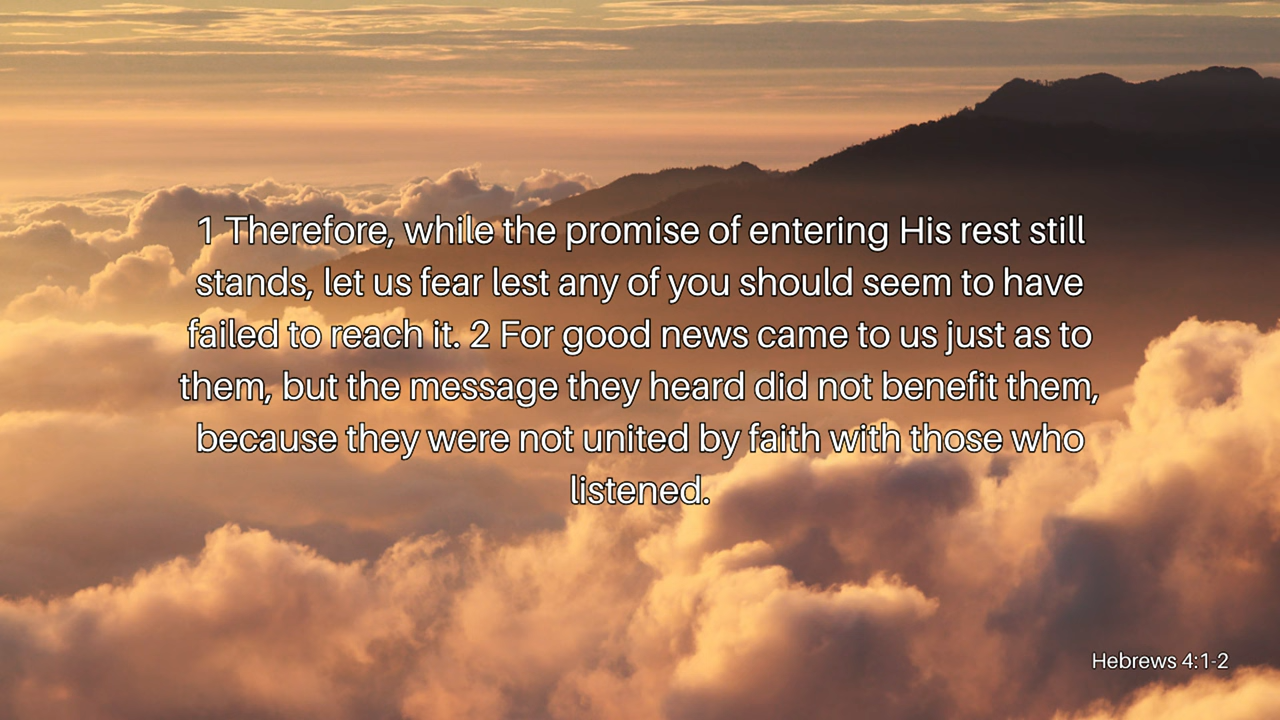 1 Therefore, while the promise of entering His rest still
stands, let us fear lest any of you should seem to have
failed to reach it. 2 For good news came to us just as to
them, but the message they heard did not benefit them,
because they were not united by faith with those who
listened.
Hebrews 4:1-2